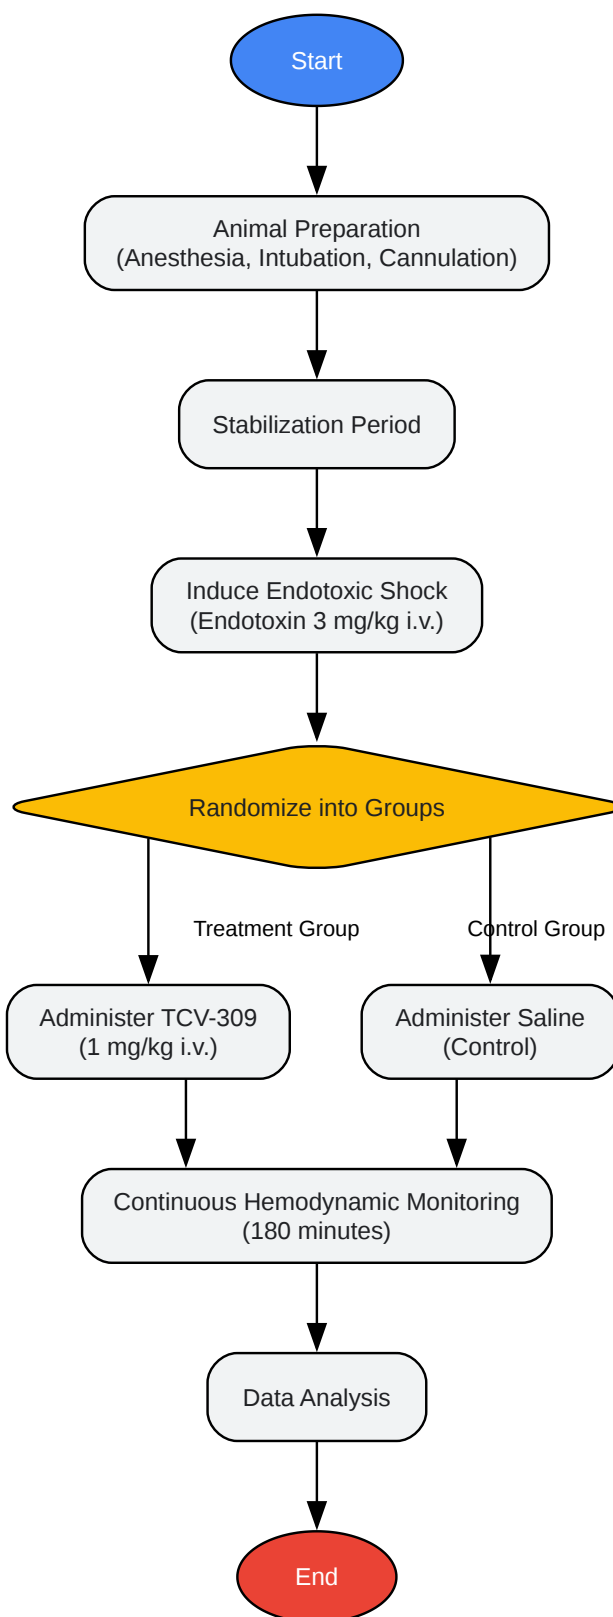 Start
Animal Preparation
(Anesthesia, Intubation, Cannulation)
Stabilization Period
Induce Endotoxic Shock
(Endotoxin 3 mg/kg i.v.)
Randomize into Groups
Treatment Group
Control Group
Administer TCV-309
(1 mg/kg i.v.)
Administer Saline
(Control)
Continuous Hemodynamic Monitoring
(180 minutes)
Data Analysis
End